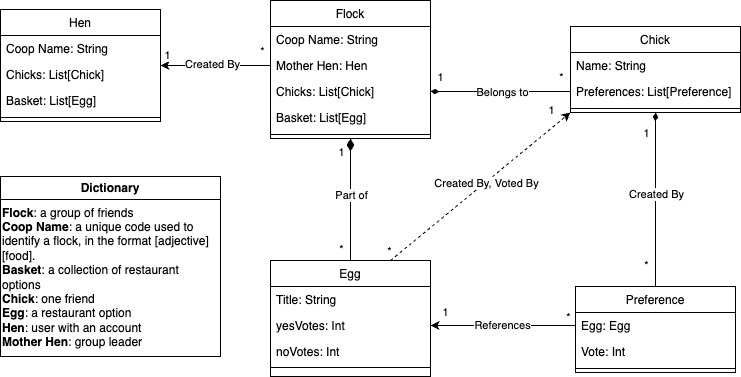 Hen
Coop Name: String
Chicks: List[Chick]
Basket: List[Egg]
1
Created By
*
Flock
Coop Name: String
Mother Hen: Hen
Chicks: List[Chick]
Basket: List[Egg]
1
Belongs to
*
Chick
Name: String
Preferences: List[Preference]
1
1
1
Part of
Created By, Voted By
Created By
*
*
*
Dictionary
Flock: a group of friends
Coop Name: a unique code used to
identify a flock, in the format [adjective]
[food].
Basket: a collection of restaurant
options
Chick: one friend
Egg: a restaurant option
Hen: user with an account
Mother Hen: group leader
Egg
Title: String
yesVotes: Int
noVotes: Int
1
References
*
Preference
Egg: Egg
Vote: Int